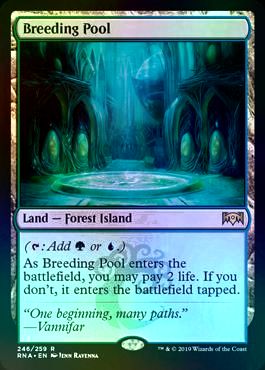 Breeding Pool
Land — Forest Island
(: Add or .)
As Breeding Pool enters the
battlefield, you may pay 2 life. If you
don't, it enters the battlefield tapped.
"One beginning, many paths."
—Vannifar
246/259 R
RNA • EN Jenn Ravenna
™ & © 2019 Wizards of the Coast